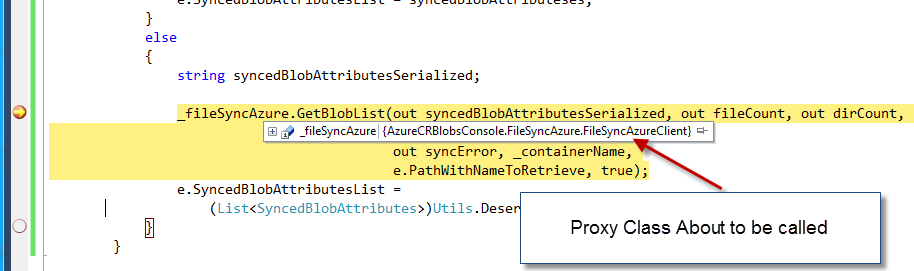 e.SyncedBlobAttributesList = syncedBlobAttributeses;
}
else
{
string syncedBlobAttributesSerialized;
_fileSyncAzure.GetBlobList(out syncedBlobAttributesSerialized, out fileCount, out dirCount,
_fileSyncAzure {AzureCRBlobsConsole.FileSyncAzure.FileSyncAzureClient}
out syncError, _containerName,
e.PathWithNameToRetrieve, true);
e.SyncedBlobAttributesList =
(List<SyncedBlobAttributes>)Utils.Deser
Proxy Class About to be called
}
}